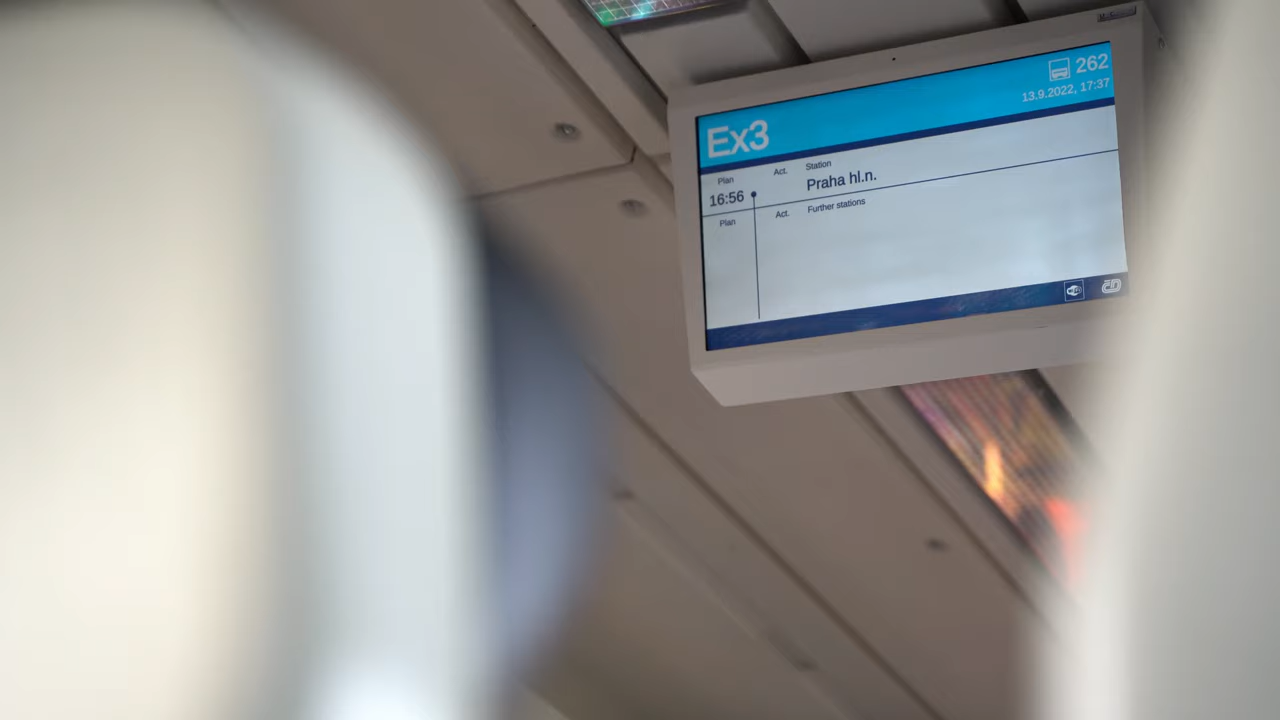 262
13.9.2022, 17:37
Ex3
Plan Act. Station
16:56 Praha hl.n.
Plan Act. Further stations